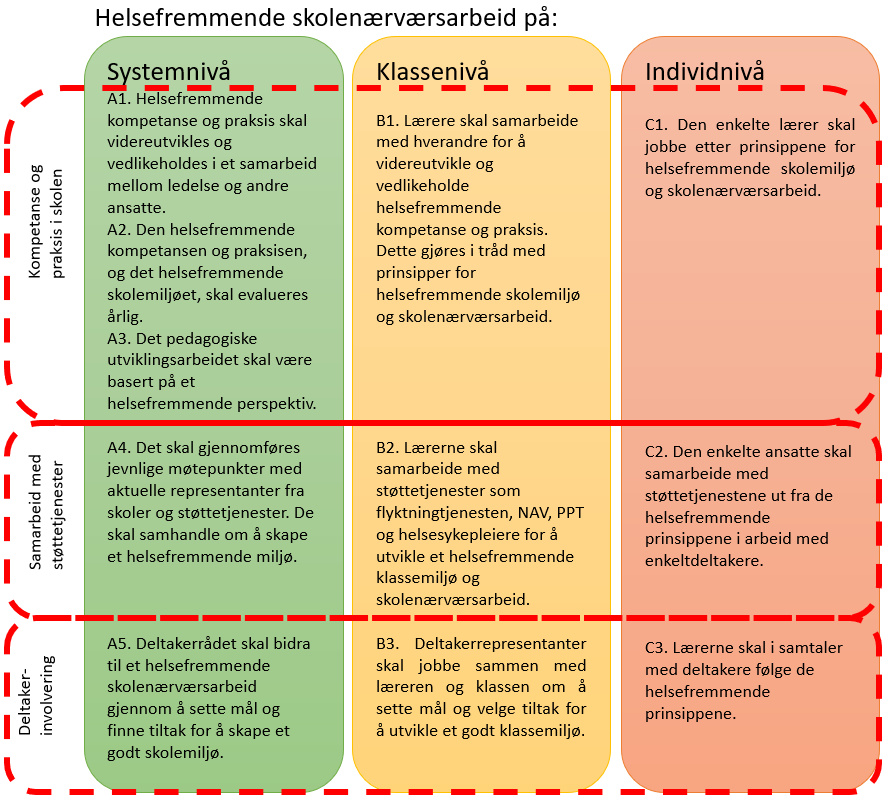 Helsefremmende skolenærværsarbeid på:
Systemnivå
A1. Helsefremmende
kompetanse og praksis skal
videreutvikles og
vedlikeholdes i et samarbeid
mellom ledelse og andre
ansatte.
A2. Den helsefremmende
kompetansen og praksisen,
og det helsefremmende
skolemiljøet, skal evalueres
årlig.
A3. Det pedagogiske
utviklingsarbeidet skal være
basert på et
helsefremmende perspektiv.
Klassenivå
B1. Lærere skal samarbeide
med hverandre for å
videreutvikle og
vedlikeholde
helsefremmende
kompetanse og praksis.
Dette gjøres i tråd med
prinsipper for
helsefremmende skolemiljø
og skolenærværsarbeid.
Individnivå
C1. Den enkelte lærer skal
jobbe etter prinsippene for
helsefremmende skolemiljø
og skolenærværsarbeid.
Kompetanse og
praksis i skolen
Samarbeid med
støttetjenester
A4. Det skal gjennomføres
jevnlige møtepunkter med
aktuelle representanter fra
skoler og støttetjenester. De
skal samhandle om å skape
et helsefremmende miljø.
B2. Lærerne skal
samarbeide med
støttetjenester som
flyktningtjenesten, NAV, PPT
og helsesykepleiere for å
utvikle et helsefremmende
klassemiljø og
skolenærværsarbeid.
C2. Den enkelte ansatte skal
samarbeide med
støttetjenestene ut fra de
helsefremmende
prinsippene i arbeid med
enkeltdeltakere.
Deltaker-
involvering
A5. Deltakerrådet skal bidra
til et helsefremmende
skolenærværsarbeid
gjennom å sette mål og
finne tiltak for å skape et
godt skolemiljø.
B3. Deltakerrepresentanter
skal jobbe sammen med
læreren og klassen om å
sette mål og velge tiltak for
å utvikle et godt klassemiljø.
C3. Lærerne skal i samtaler
med deltakere følge de
helsefremmende
prinsippene.